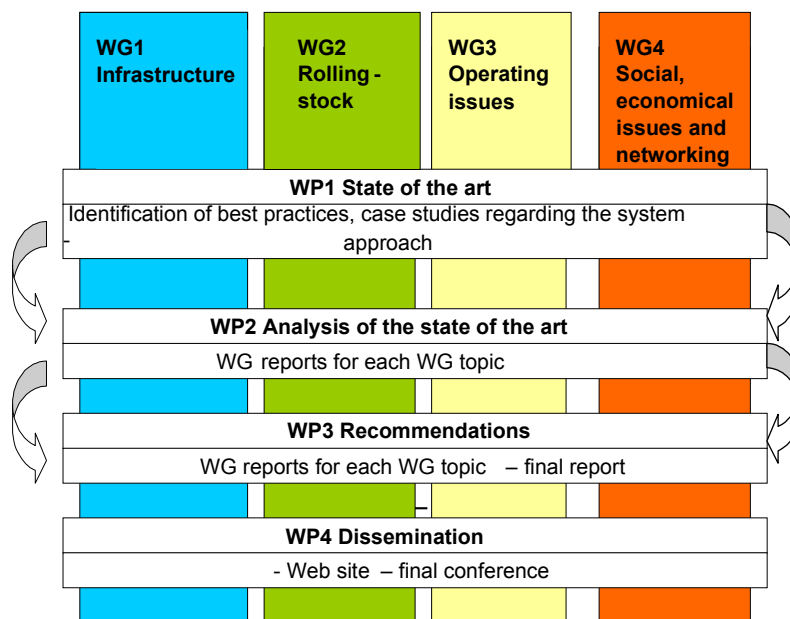 WG1
Infrastructure
WG2
Rolling -
stock
WG3
Operating
issues
WG4
Social,
economical
issues and
networking
WP1 State of the art
Identification of best practices, case studies regarding the system
- approach
WP2 Analysis of the state of the art
WG reports for each WG topic
WP3 Recommendations
WG reports for each WG topic – final report
–
WP4 Dissemination
- Web site – final conference